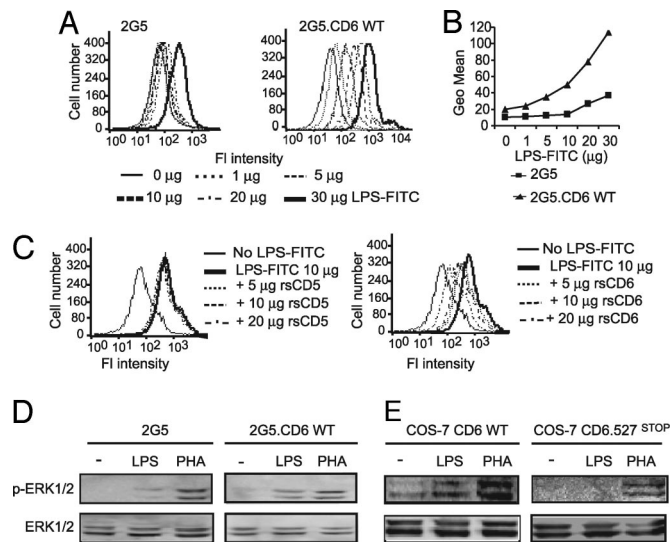 A
2G5
2G5.CD6 WT
Cell number
400
320
240
160
80
0
10⁰ 10¹ 10² 10³
400
320
240
160
80
0
10⁰ 10¹ 10² 10³ 10⁴
FI intensity
FI intensity
0 µg
1 µg
5 µg
10 µg
20 µg
30 µg LPS-FITC
B
Geo Mean
120
100
80
60
40
20
0
0 1 5 10 20 30
LPS-FITC (µg)
2G5
2G5.CD6 WT
C
Cell number
400
320
240
160
80
0
10⁰ 10¹ 10² 10³
FI intensity
No LPS-FITC
LPS-FITC 10 µg
+ 5 µg rsCD5
+ 10 µg rsCD5
+ 20 µg rsCD5
Cell number
400
320
240
160
80
0
10⁰ 10¹ 10² 10³
FI intensity
No LPS-FITC
LPS-FITC 10 µg
+ 5 µg rsCD6
+ 10 µg rsCD6
+ 20 µg rsCD6
D
2G5
2G5.CD6 WT
- LPS PHA
- LPS PHA
p-ERK1/2
ERK1/2
E
COS-7 CD6 WT
COS-7 CD6.527 STOP
- LPS PHA
- LPS PHA